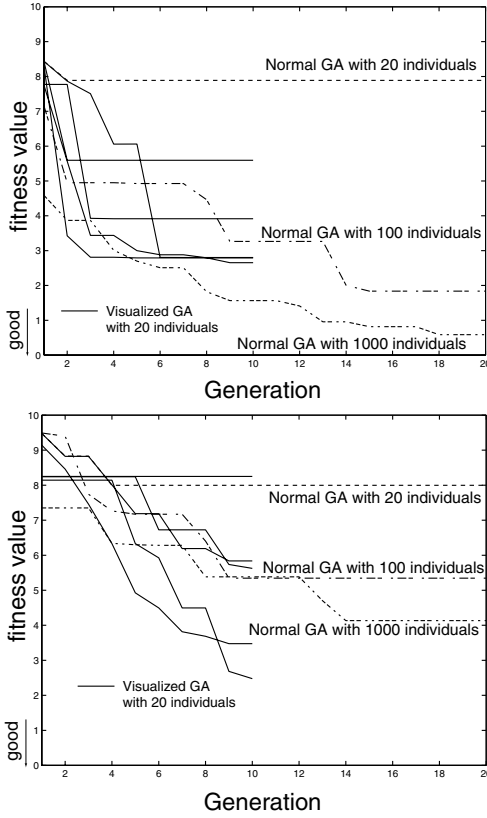 10
9
8
7
6
5
4
3
2
1
0
fitness value
good
Normal GA with 20 individuals
Normal GA with 100 individuals
Normal GA with 1000 individuals
Visualized GA
with 20 individuals
2 4 6 8 10 12 14 16 18 20
Generation
10
9
8
7
6
5
4
3
2
1
0
fitness value
good
Normal GA with 20 individuals
Normal GA with 100 individuals
Normal GA with 1000 individuals
Visualized GA
with 20 individuals
2 4 6 8 10 12 14 16 18 20
Generation